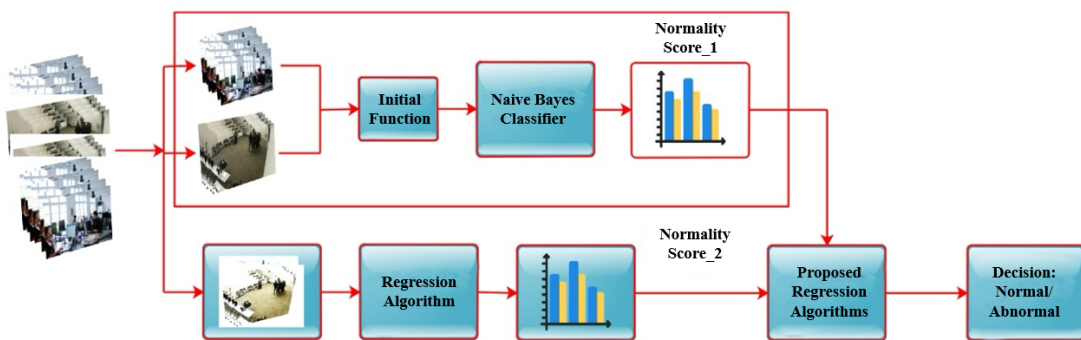 Normality
Score_1
Initial
Function
Naive Bayes
Classifier
Normality
Score_2
Regression
Algorithm
Proposed
Regression
Algorithms
Decision:
Normal/
Abnormal